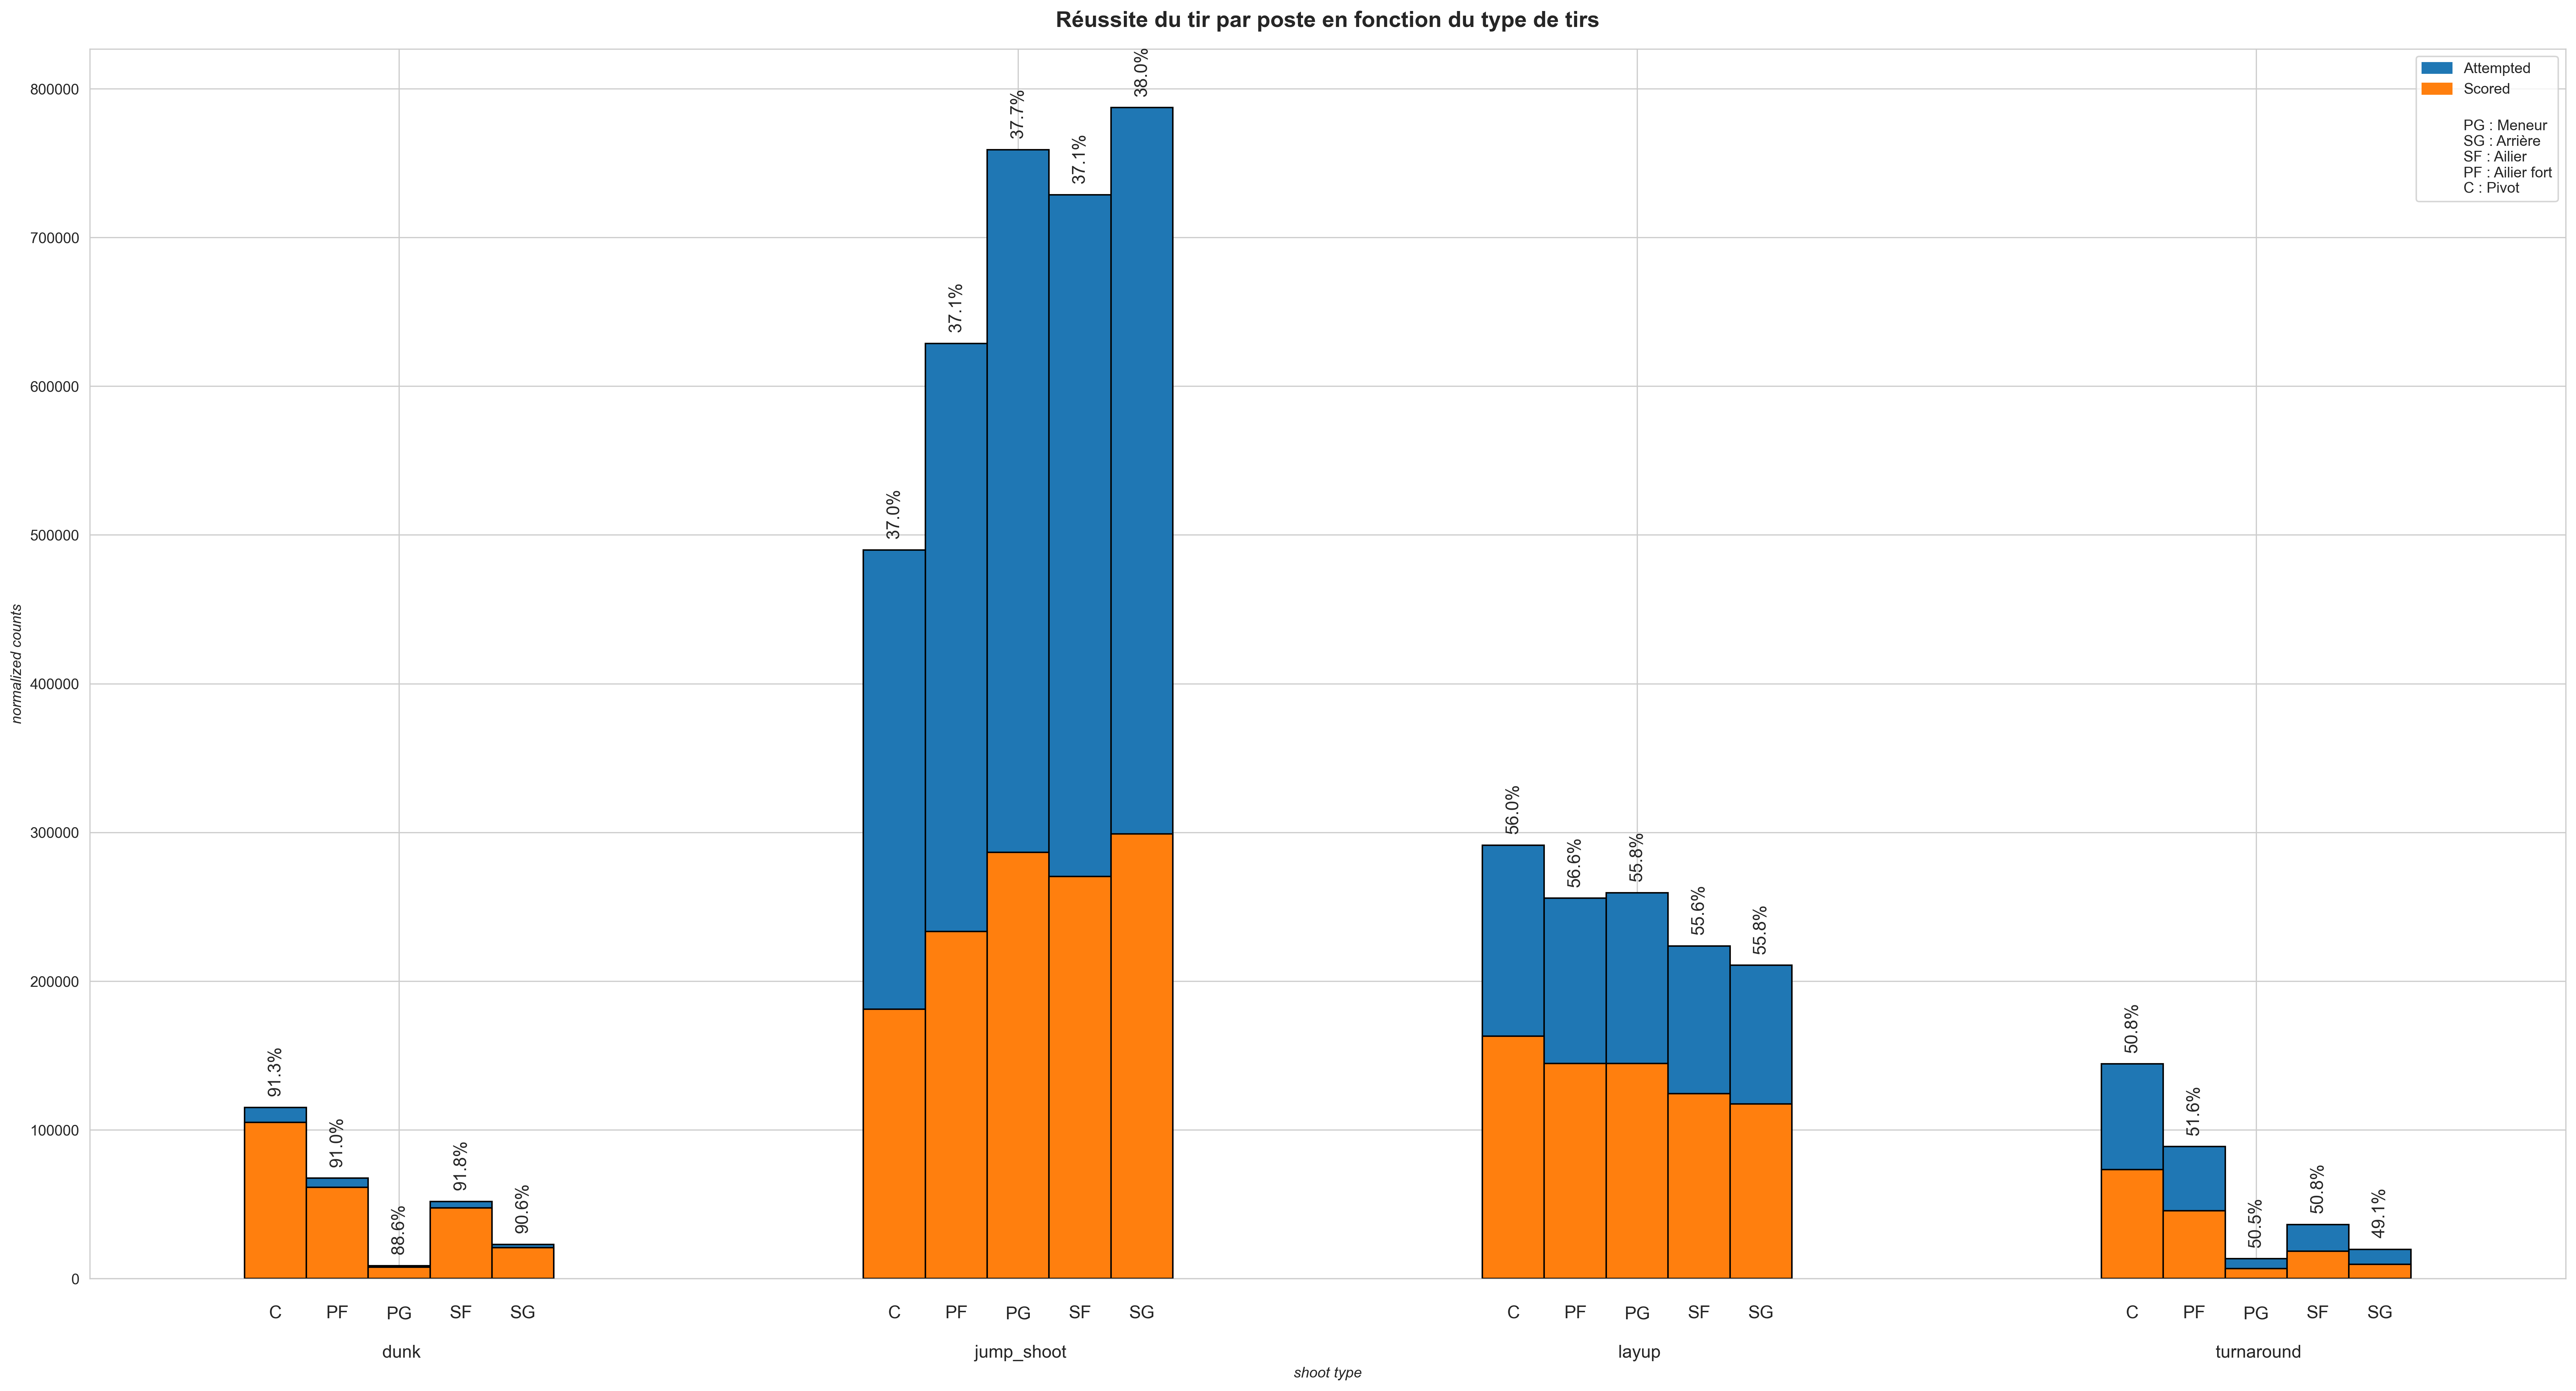 Réussite du tir par poste en fonction du type de tirs
Attempted
Scored
PG : Meneur
SG : Arrière
SF : Ailier
PF : Ailier fort
C : Pivot
normalized counts
800000
700000
600000
500000
400000
300000
200000
100000
0
91.3%
91.0%
88.6%
91.8%
90.6%
37.0%
37.1%
37.7%
37.1%
38.0%
56.0%
56.6%
55.8%
55.6%
55.8%
50.8%
51.6%
50.5%
50.8%
49.1%
C PF PG SF SG C PF PG SF SG C PF PG SF SG C PF PG SF SG
dunk jump_shoot layup turnaround
shoot type